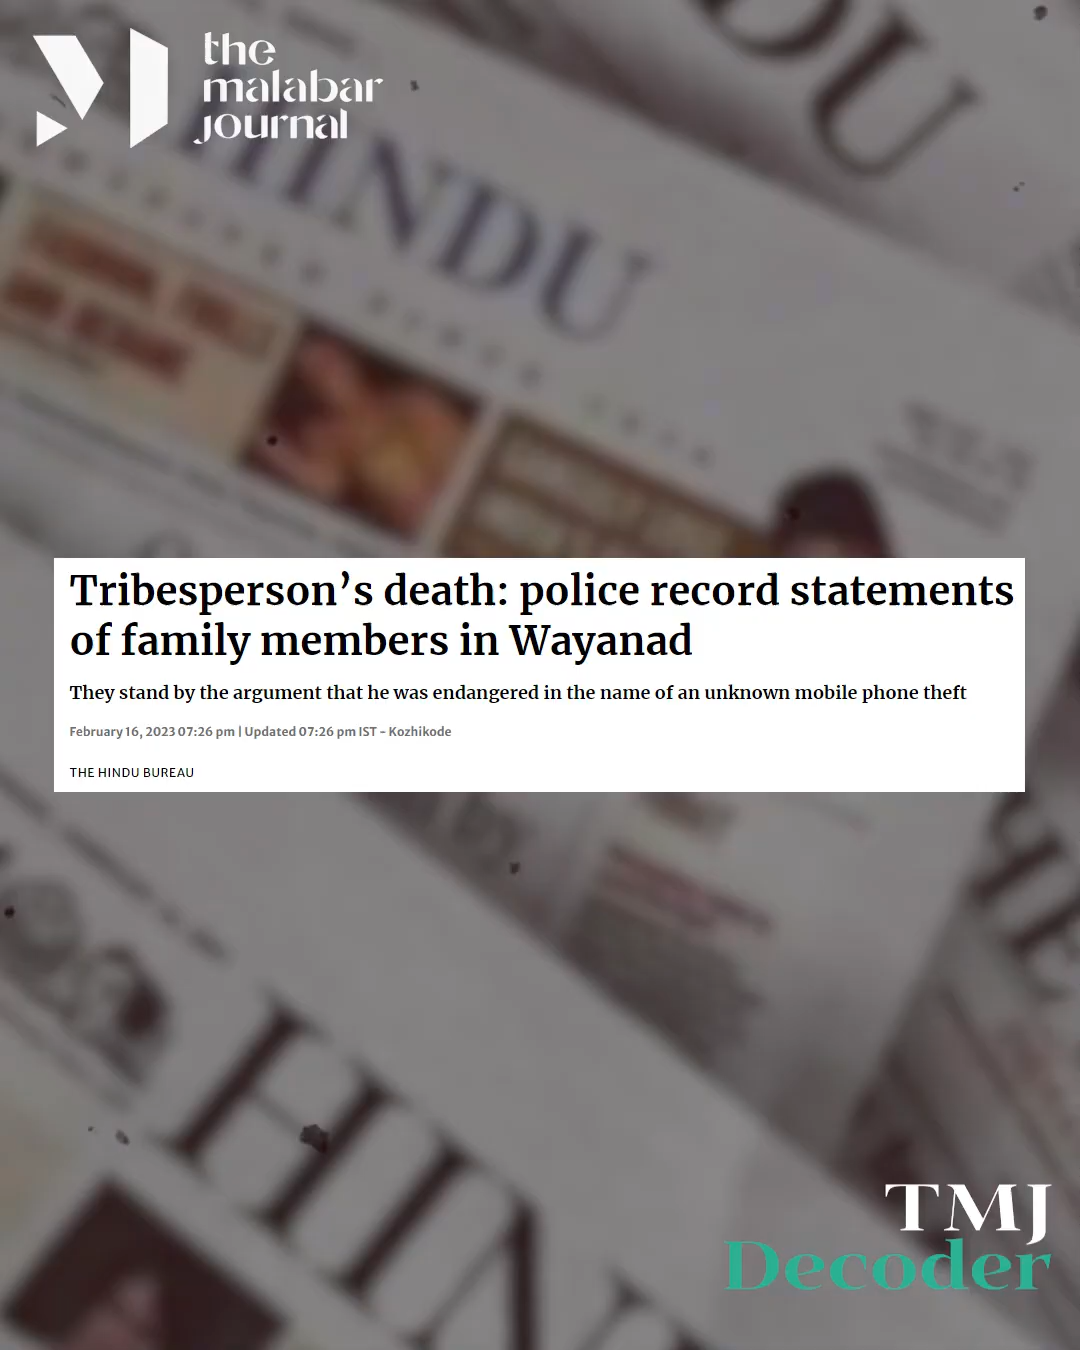 the
malabar
journal
HINDU
Tribesperson’s death: police record statements
of family members in Wayanad
They stand by the argument that he was endangered in the name of an unknown mobile phone theft
February 16, 2023 07:26 pm | Updated 07:26 pm IST - Kozhikode
THE HINDU BUREAU
HIN
TMJ
Decoder